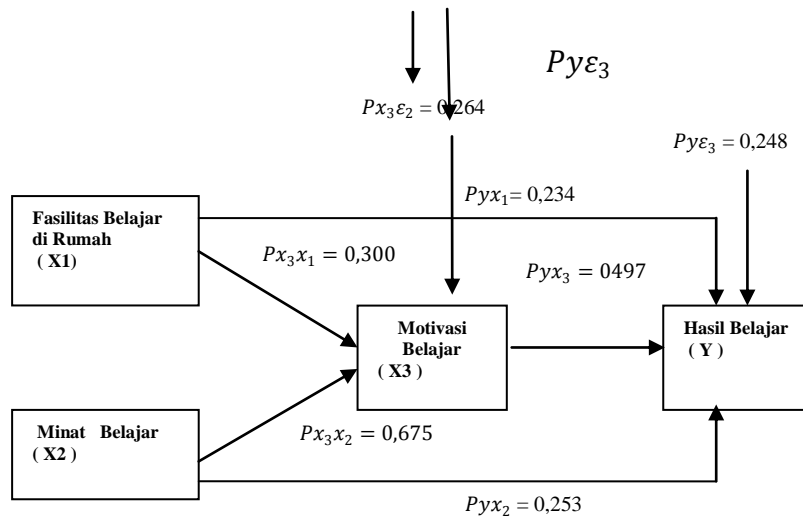 Pyε₃
Px₃ε₂ = 0,264
Pyε₃ = 0,248
Pyx₁= 0,234
Fasilitas Belajar
di Rumah
( X1)
Px₃x₁ = 0,300
Pyx₃ = 0497
Motivasi
Belajar
( X3 )
Hasil Belajar
( Y )
Minat Belajar
( X2 )
Px₃x₂ = 0,675
Pyx₂ = 0,253